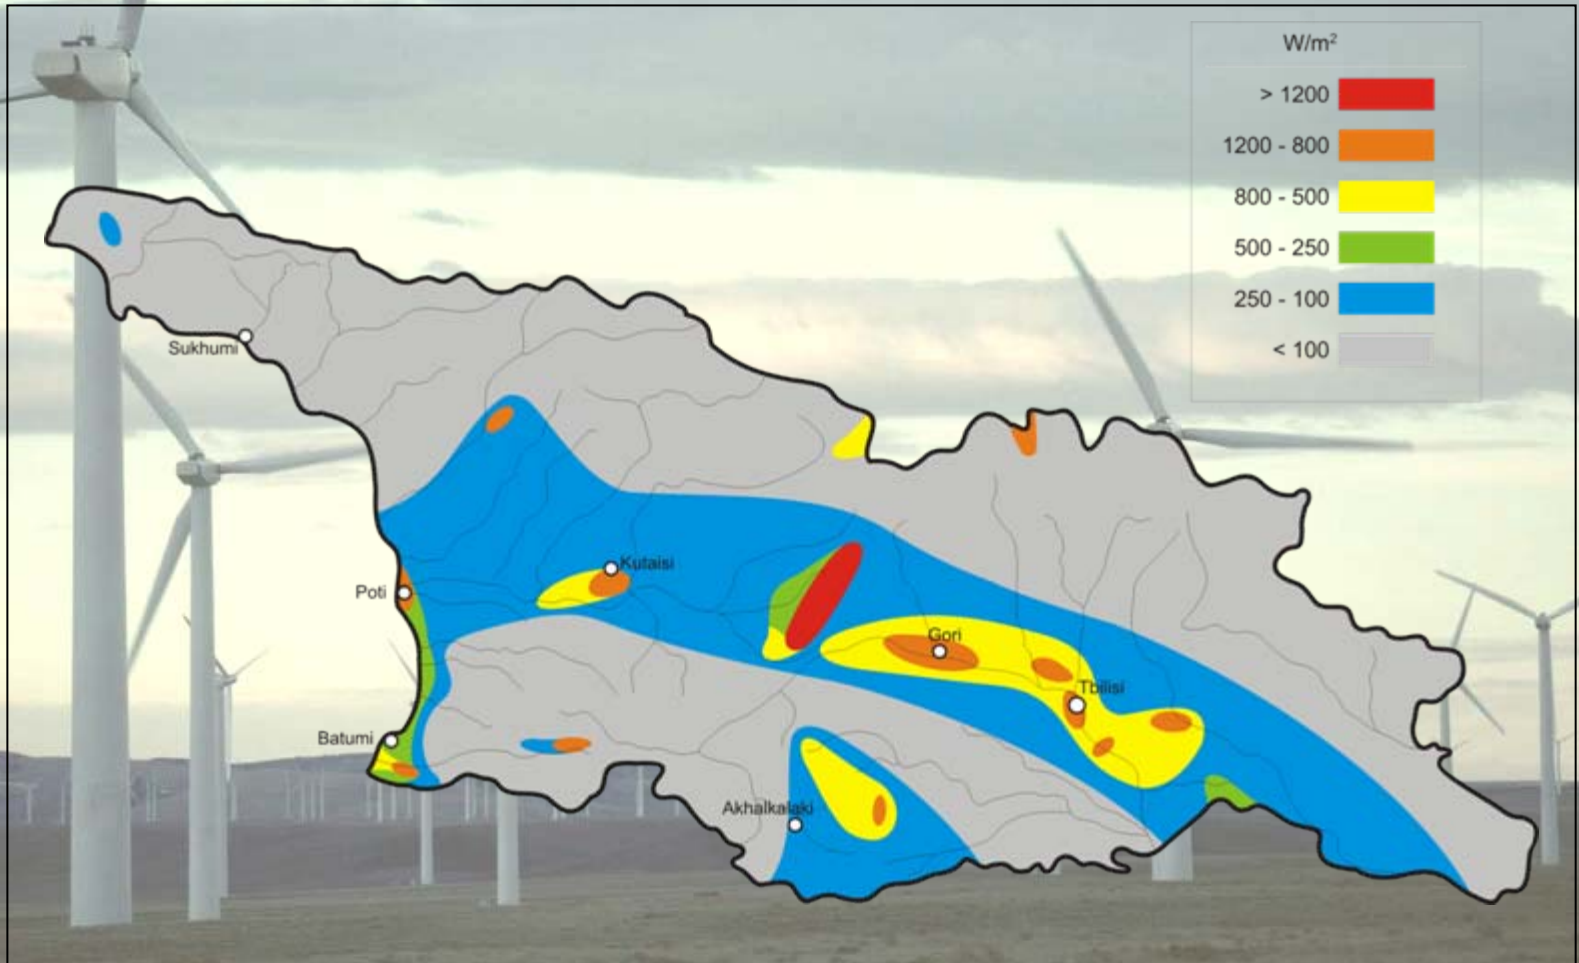 W/m²
> 1200
1200 - 800
800 - 500
500 - 250
250 - 100
< 100
Sukhumi
Kutaisi
Poti
Gori
Tbilisi
Batumi
Akhalkalaki